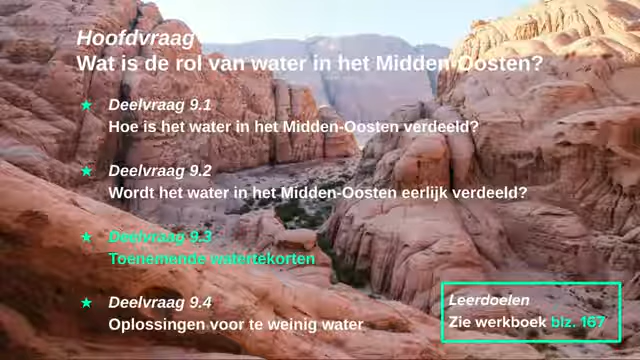 Hoofdvraag
Wat is de rol van water in het Midden-Oosten?
★ Deelvraag 9.1
Hoe is het water in het Midden-Oosten verdeeld?
★ Deelvraag 9.2
Wordt het water in het Midden-Oosten eerlijk verdeeld?
★ Deelvraag 9.3
Toenemende watertekorten
★ Deelvraag 9.4
Oplossingen voor te weinig water
Leerdoelen
Zie werkboek blz. 167